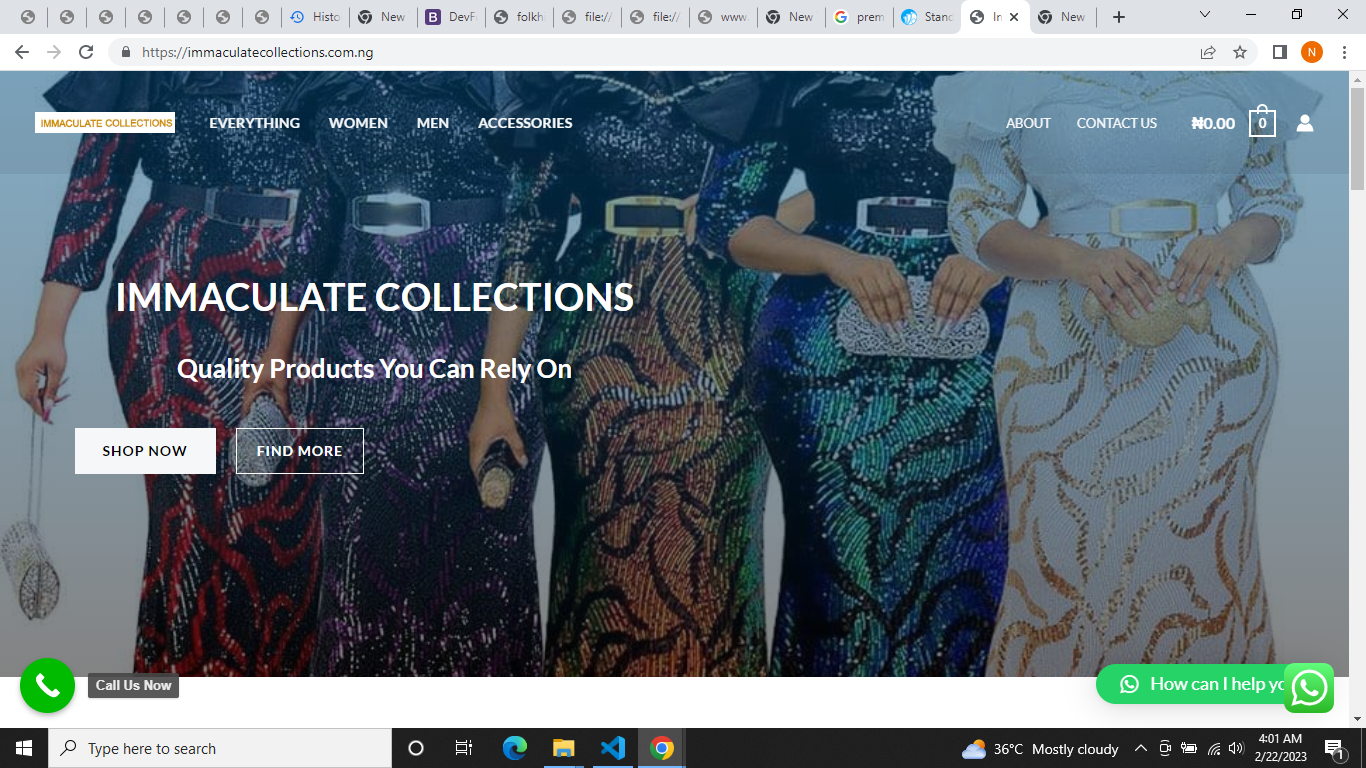 Histo
New
DevF
folkh
file://
file://
www.
New
G prem
Stand
In
New
https://immaculatecollections.com.ng
N
IMMACULATE COLLECTIONS
EVERYTHING WOMEN MEN ACCESSORIES
ABOUT CONTACT US ₦0.00 0
IMMACULATE COLLECTIONS
Quality Products You Can Rely On
SHOP NOW FIND MORE
Call Us Now
How can I help yo
Type here to search
36°C Mostly cloudy
4:01 AM
2/22/2023
1